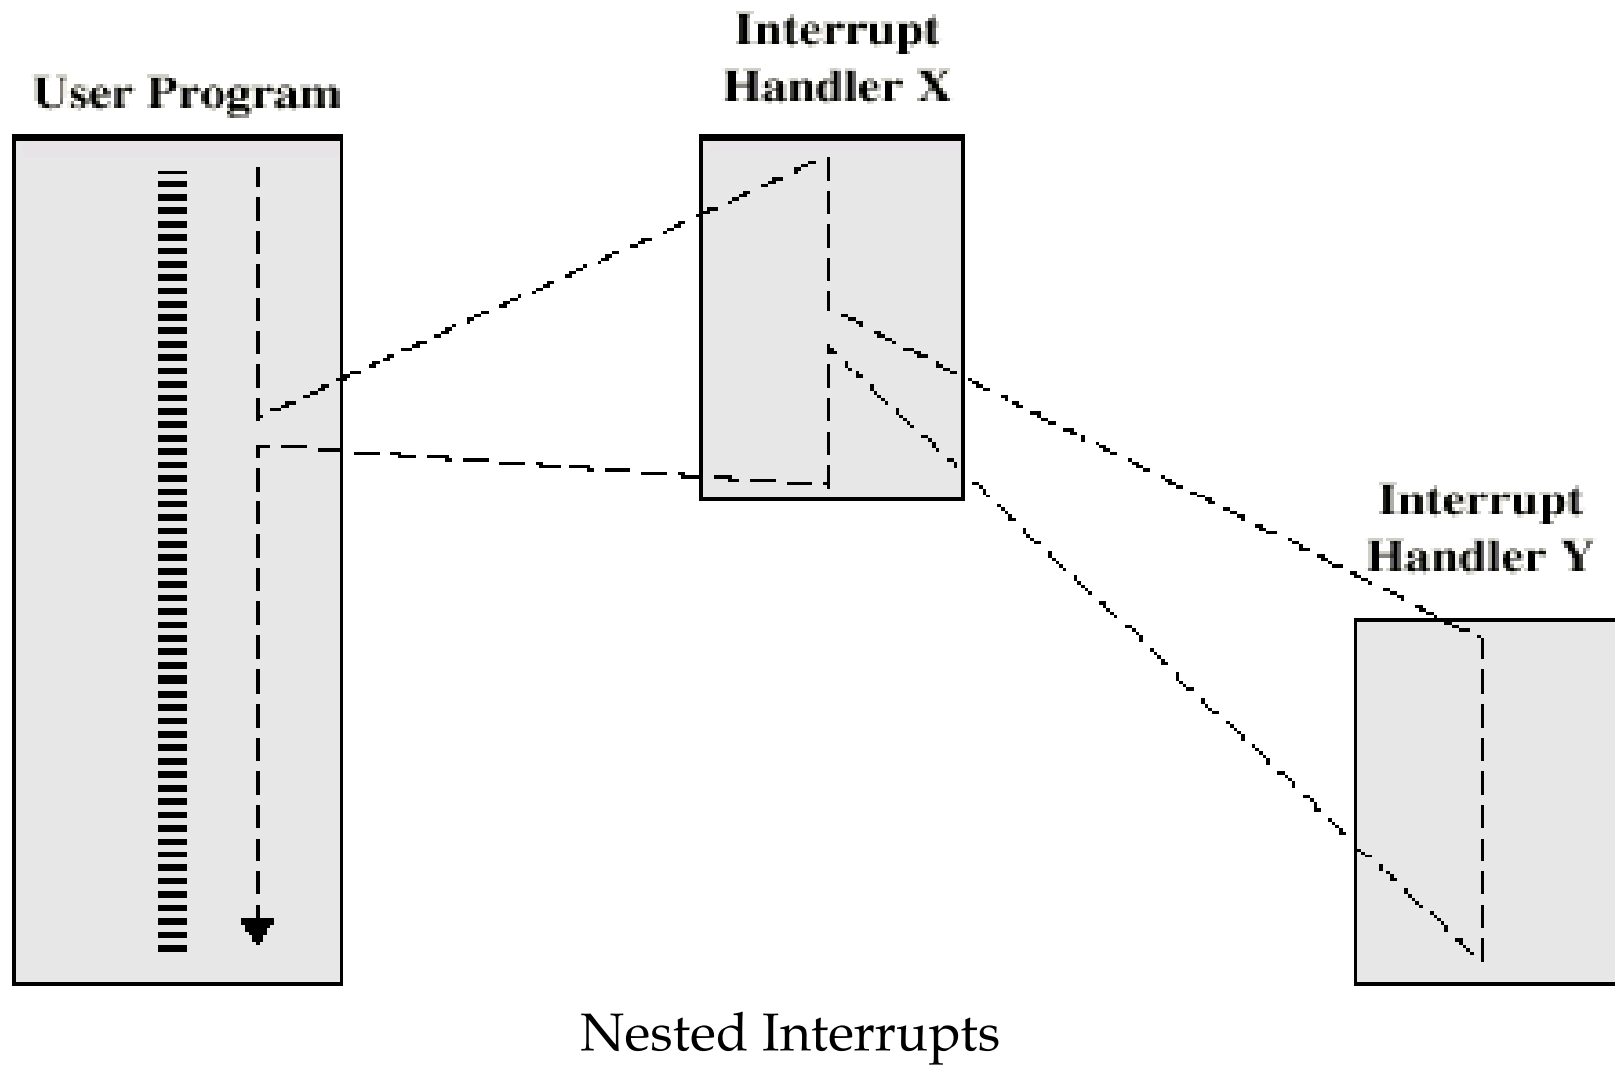 Interrupt
Handler X
User Program
Interrupt
Handler Y
Nested Interrupts